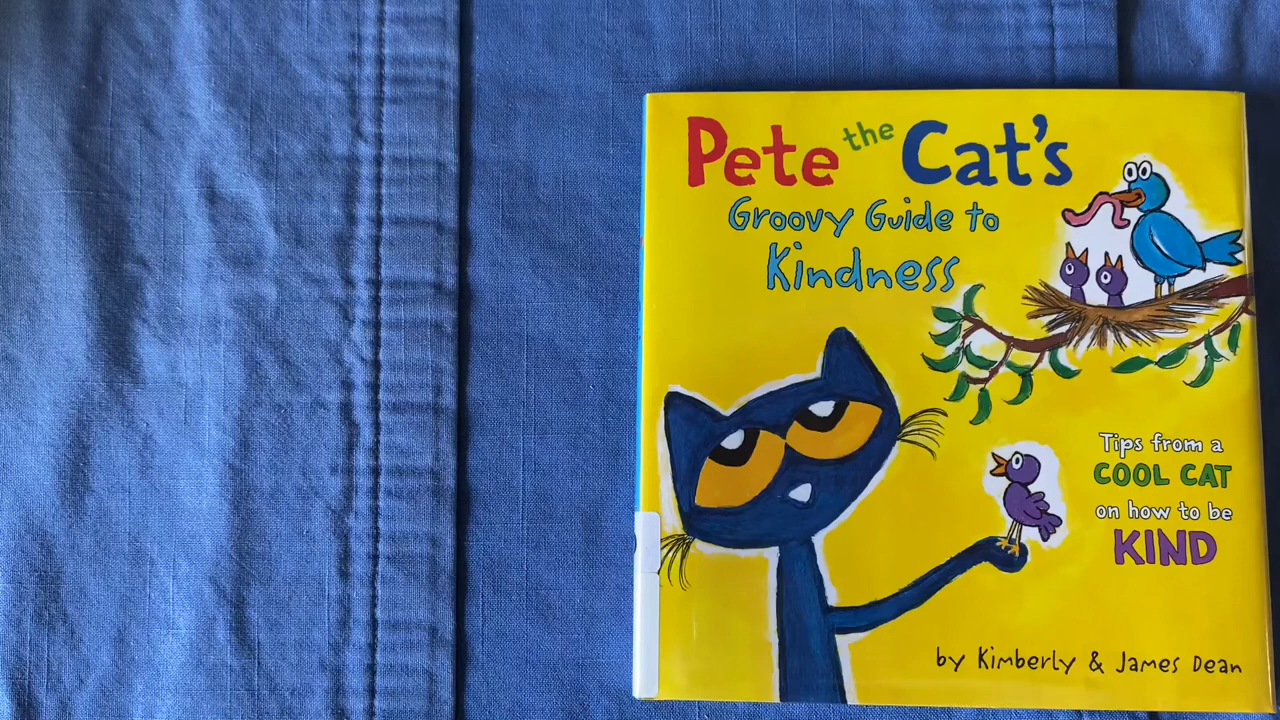 Pete the Cat's
Groovy Guide to
Kindness
Tips from a
COOL CAT
on how to be
KIND
by Kimberly & James Dean